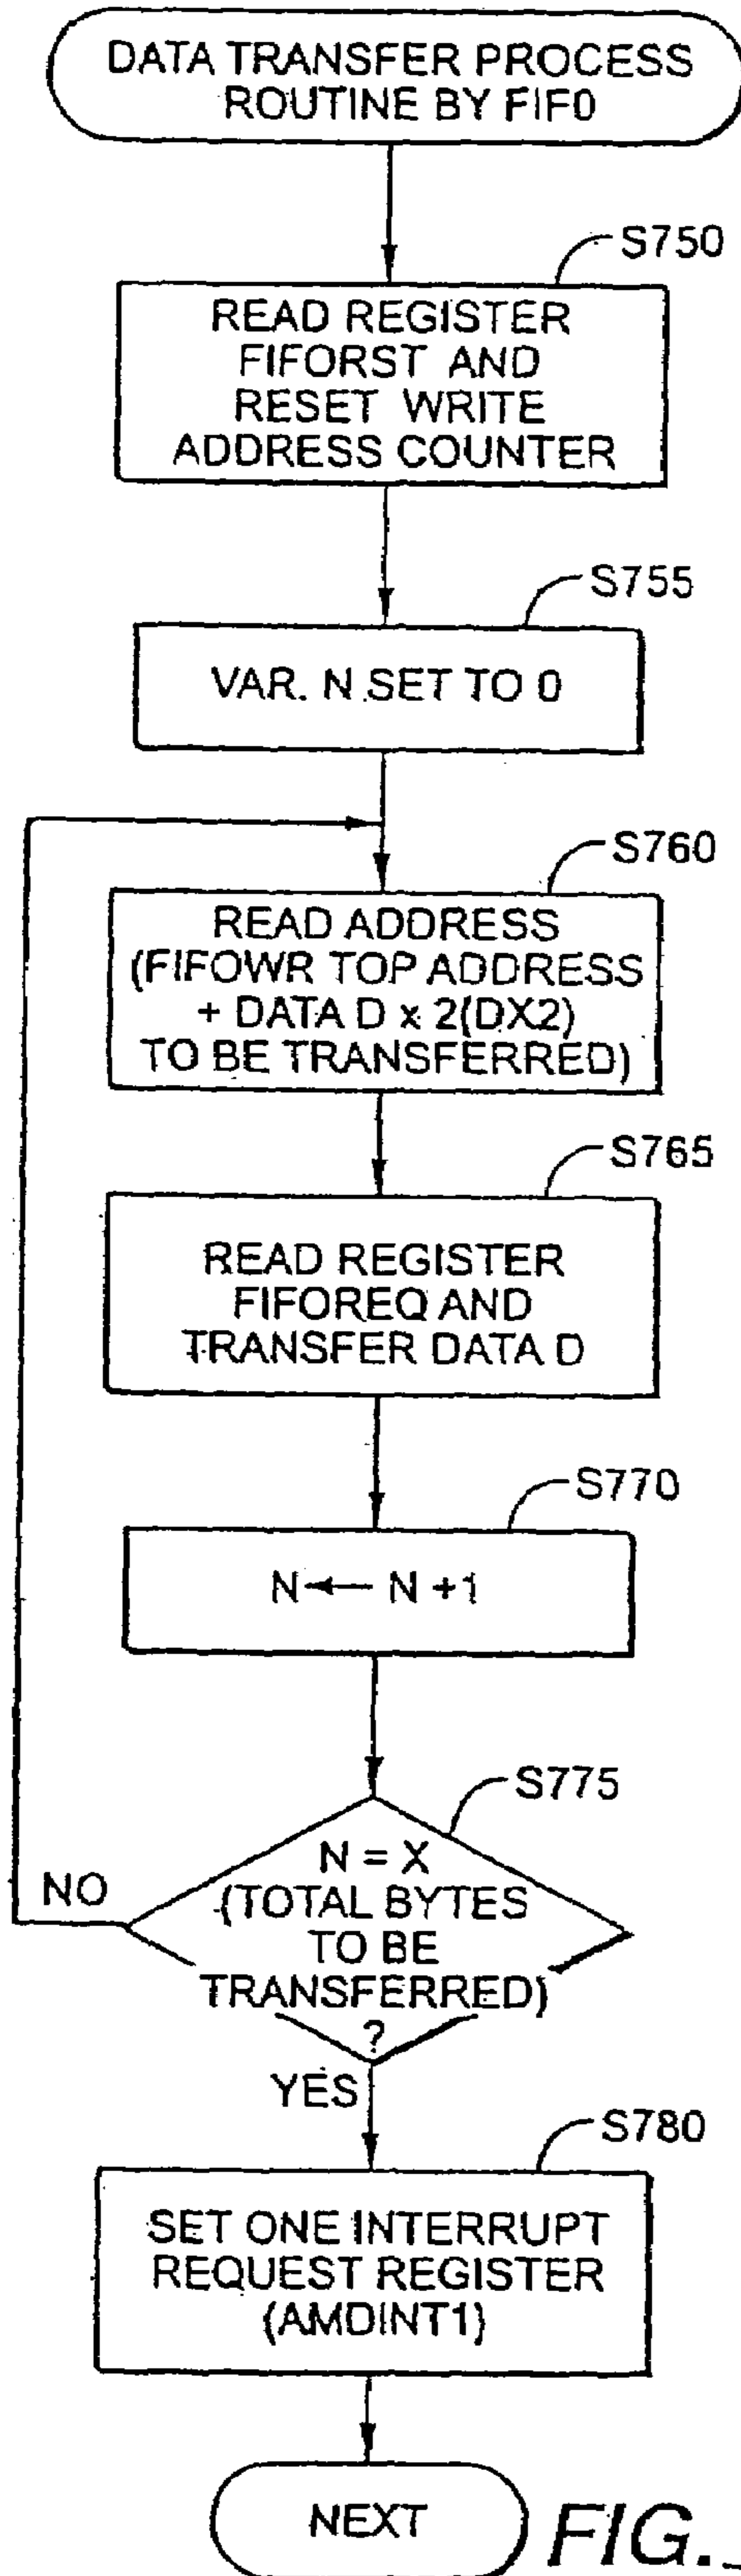 DATA TRANSFER PROCESS
ROUTINE BY FIFO
S750
READ REGISTER
FIFORST AND
RESET WRITE
ADDRESS COUNTER
S755
VAR. N SET TO 0
S760
READ ADDRESS
(FIFOWR TOP ADDRESS
+ DATA D x 2(DX2)
TO BE TRANSFERRED)
S765
READ REGISTER
FIFOREQ AND
TRANSFER DATA D
S770
N ← N +1
S775
N = X
(TOTAL BYTES
TO BE
TRANSFERRED)
?
NO
YES
S780
SET ONE INTERRUPT
REQUEST REGISTER
(AMDINT1)
NEXT
FIG._